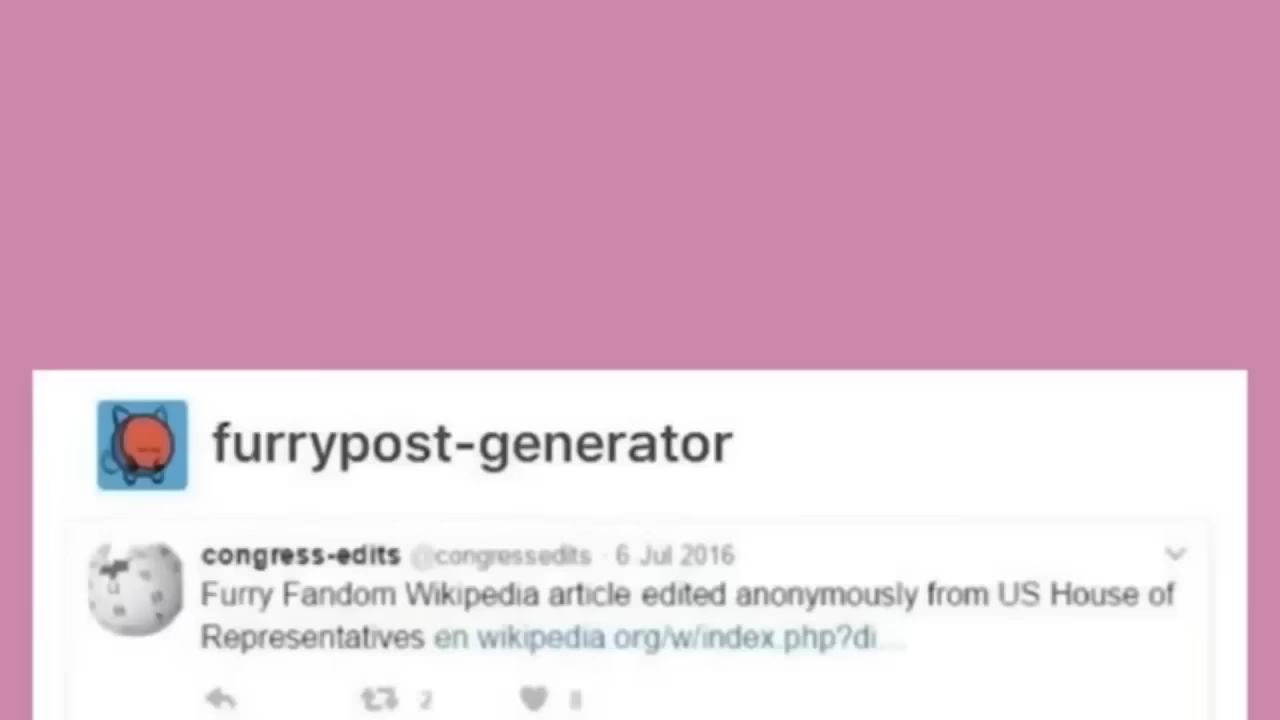 furrypost-generator
congress-edits @congressedits · 6 Jul 2016
Furry Fandom Wikipedia article edited anonymously from US House of
Representatives en wikipedia org/w/index.php?di...
2